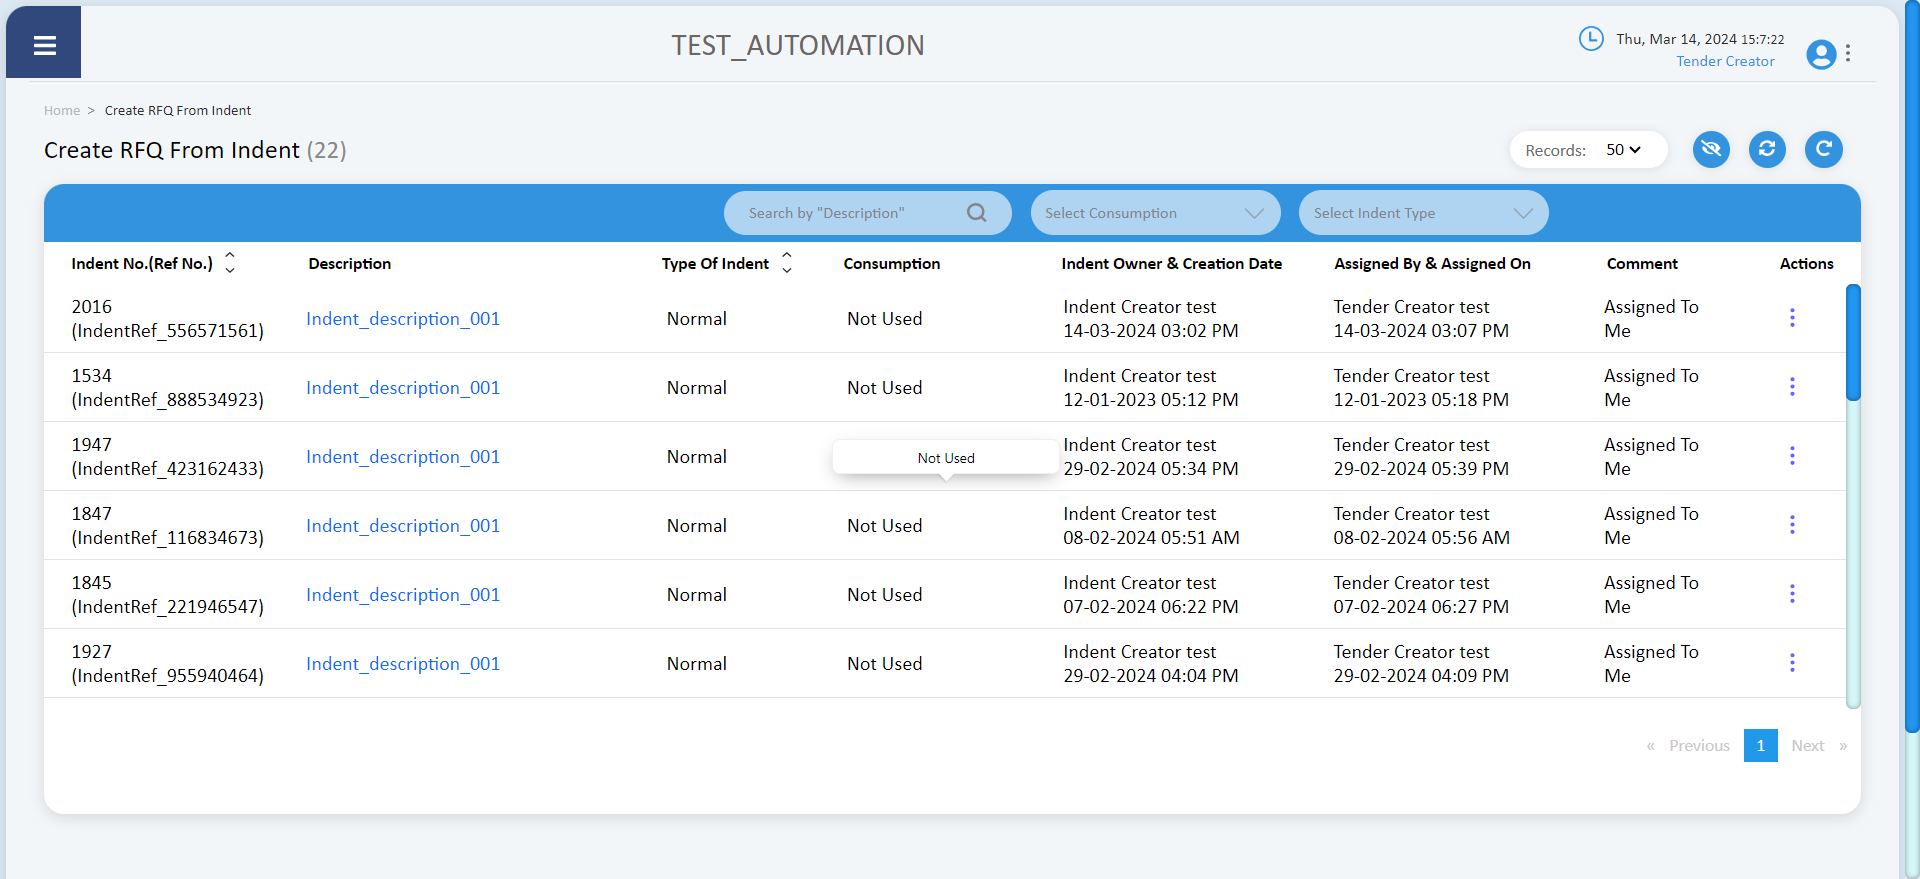 TEST_AUTOMATION
Thu, Mar 14, 2024 15:7:22
Tender Creator
Home > Create RFQ From Indent
Create RFQ From Indent (22)
Records: 50
Search by "Description"
Select Consumption
Select Indent Type
Indent No.(Ref No.) Description Type Of Indent Consumption Indent Owner & Creation Date Assigned By & Assigned On Comment Actions
2016 Indent Creator test Tender Creator test Assigned To
Indent_description_001 Normal Not Used
(IndentRef_556571561) 14-03-2024 03:02 PM 14-03-2024 03:07 PM Me
1534 Indent Creator test Tender Creator test Assigned To
Indent_description_001 Normal Not Used
(IndentRef_888534923) 12-01-2023 05:12 PM 12-01-2023 05:18 PM Me
1947 Indent Creator test Tender Creator test Assigned To
Indent_description_001 Normal Not Used
(IndentRef_423162433) 29-02-2024 05:34 PM 29-02-2024 05:39 PM Me
1847 Indent Creator test Tender Creator test Assigned To
Indent_description_001 Normal Not Used
(IndentRef_116834673) 08-02-2024 05:51 AM 08-02-2024 05:56 AM Me
1845 Indent Creator test Tender Creator test Assigned To
Indent_description_001 Normal Not Used
(IndentRef_221946547) 07-02-2024 06:22 PM 07-02-2024 06:27 PM Me
1927 Indent Creator test Tender Creator test Assigned To
Indent_description_001 Normal Not Used
(IndentRef_955940464) 29-02-2024 04:04 PM 29-02-2024 04:09 PM Me
« Previous 1 Next »